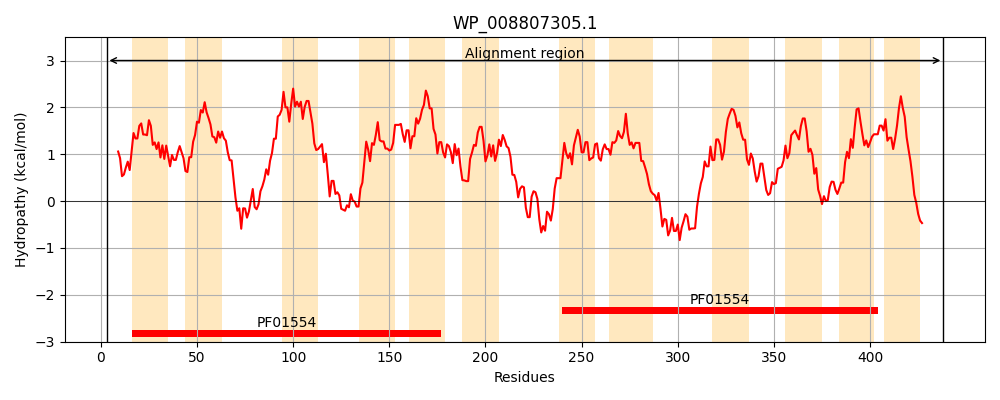 WP_008807305.1
Alignment region
Hydropathy (kcal/mol)
3
2
1
0
−1
−2
−3
PF01554
PF01554
0 50 100 150 200 250 300 350 400
Residues